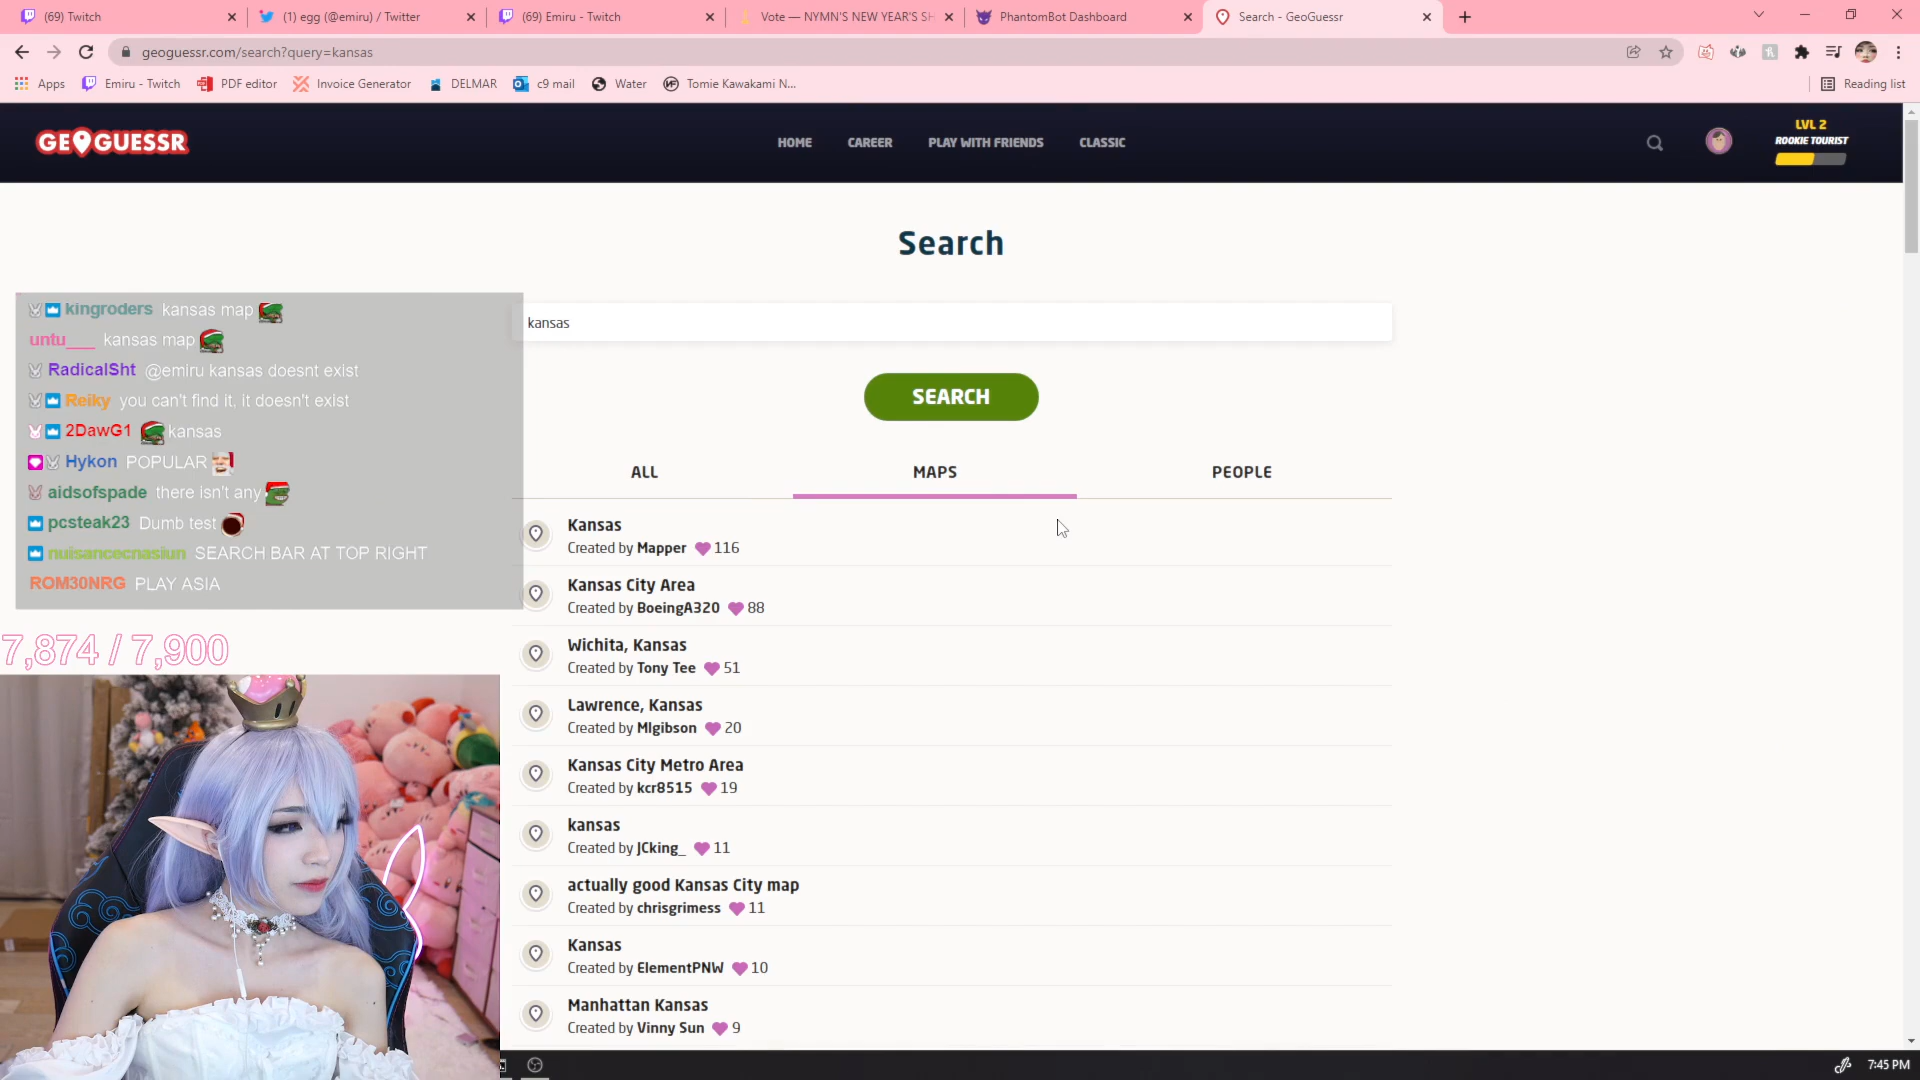 (69) Twitch
(1) egg (@emiru) / Twitter
(69) Emiru - Twitch
Vote — NYMN'S NEW YEAR'S SH
PhantomBot Dashboard
Search - GeoGuessr
geoguessr.com/search?query=kansas
Apps
Emiru - Twitch
PDF editor
Invoice Generator
DELMAR
c9 mail
Water
Tomie Kawakami N...
Reading list
GEOGUESSR
HOME
CAREER
PLAY WITH FRIENDS
CLASSIC
LVL 2
ROOKIE TOURIST
Search
kansas
SEARCH
ALL
MAPS
PEOPLE
Kansas
Created by Mapper 116
Kansas City Area
Created by BoeingA320 88
Wichita, Kansas
Created by Tony Tee 51
Lawrence, Kansas
Created by Mlgibson 20
Kansas City Metro Area
Created by kcr8515 19
kansas
Created by JCking_ 11
actually good Kansas City map
Created by chrisgrimess 11
Kansas
Created by ElementPNW 10
Manhattan Kansas
Created by Vinny Sun 9
kingroders kansas map
untu___ kansas map
RadicalSht @emiru kansas doesnt exist
Reiky you can't find it, it doesn't exist
2DawG1 kansas
Hykon POPULAR
aidsofspade there isn't any
pcsteak23 Dumb test
nuisancecnasiun SEARCH BAR AT TOP RIGHT
ROM30NRG PLAY ASIA
7,874 / 7,900
7:45 PM